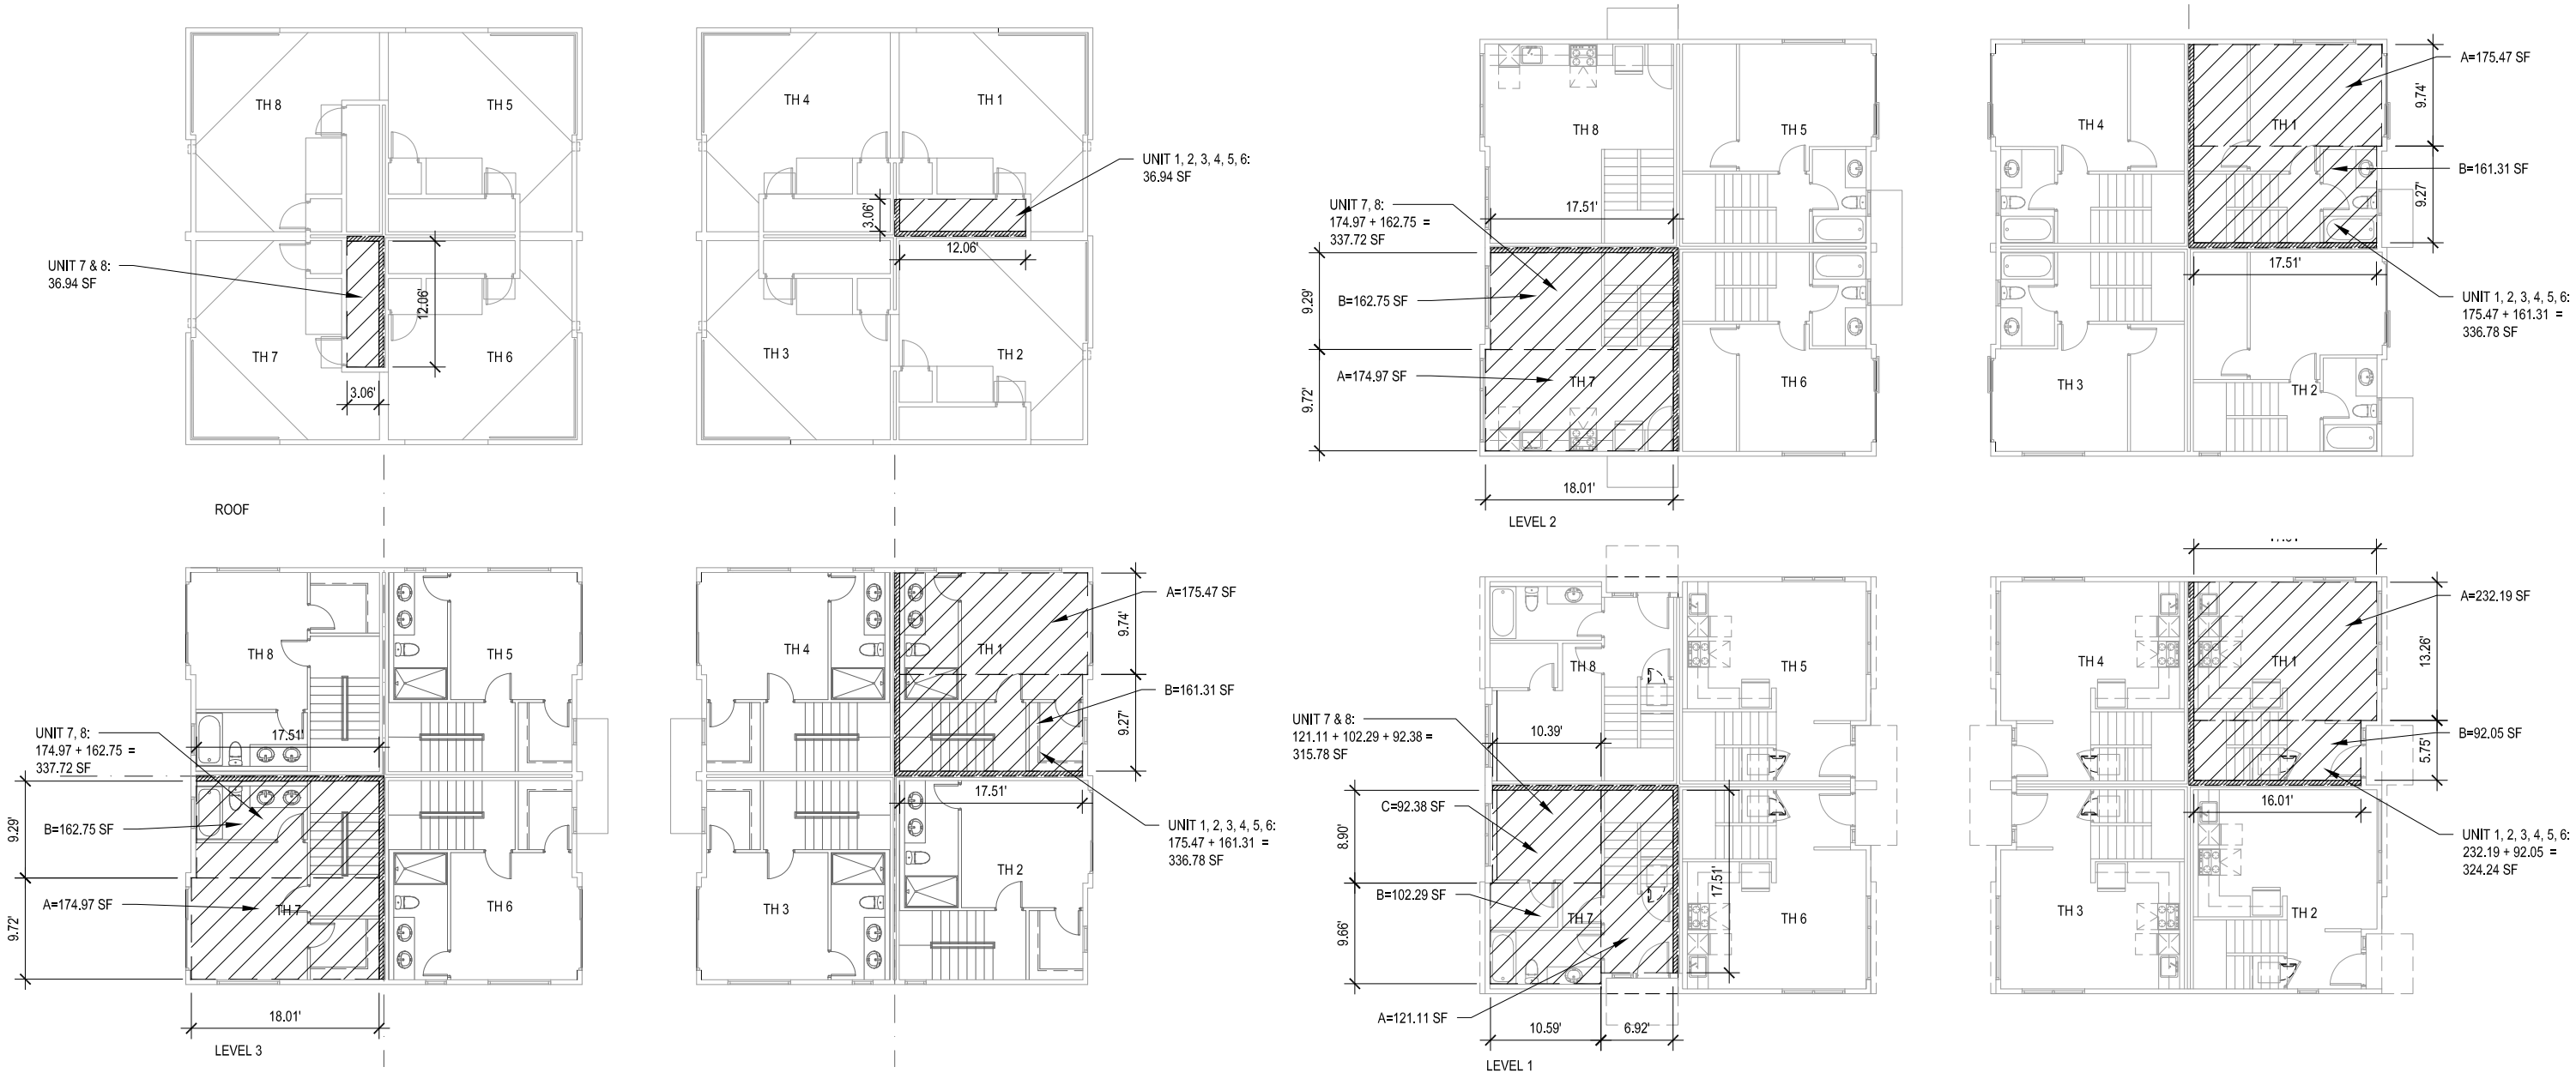 TH 8
TH 5
TH 7
TH 6
UNIT 7 & 8:
36.94 SF
12.06'
3.06'
TH 4
TH 1
TH 3
TH 2
3.06'
12.06'
UNIT 1, 2, 3, 4, 5, 6:
36.94 SF
ROOF
TH 8
TH 5
TH 7
TH 6
UNIT 7, 8:
174.97 + 162.75 =
337.72 SF
17.51'
9.29'
B=162.75 SF
A=174.97 SF
9.72'
18.01'
TH 4
TH 1
TH 3
TH 2
A=175.47 SF
9.74'
B=161.31 SF
9.27'
17.51'
UNIT 1, 2, 3, 4, 5, 6:
175.47 + 161.31 =
336.78 SF
LEVEL 2
TH 8
TH 5
TH 7
TH 6
UNIT 7, 8:
174.97 + 162.75 =
337.72 SF
17.51'
9.29'
B=162.75 SF
A=174.97 SF
9.72'
18.01'
TH 4
TH 1
TH 3
TH 2
A=175.47 SF
9.74'
B=161.31 SF
9.27'
17.51'
UNIT 1, 2, 3, 4, 5, 6:
175.47 + 161.31 =
336.78 SF
LEVEL 3
TH 8
TH 5
TH 7
TH 6
UNIT 7 & 8:
121.11 + 102.29 + 92.38 =
315.78 SF
10.39'
C=92.38 SF
8.90'
17.51'
B=102.29 SF
9.66'
A=121.11 SF
10.59'
6.92'
TH 4
TH 1
TH 3
TH 2
A=232.19 SF
13.26'
B=92.05 SF
5.75'
16.01'
UNIT 1, 2, 3, 4, 5, 6:
232.19 + 92.05 =
324.24 SF
LEVEL 1